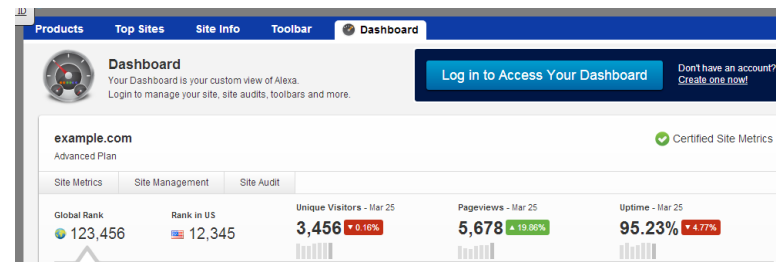 ID
Products Top Sites Site Info Toolbar Dashboard
Dashboard
Your Dashboard is your custom view of Alexa.
Login to manage your site, site audits, toolbars and more.
Log in to Access Your Dashboard
Don't have an account?
Create one now!
example.com
Advanced Plan
Certified Site Metrics
Site Metrics Site Management Site Audit
Global Rank
123,456
Rank in US
12,345
Unique Visitors - Mar 25
3,456 ▼ 0.16%
Pageviews - Mar 25
5,678 ▲ 19.86%
Uptime - Mar 25
95.23% ▼ 4.77%